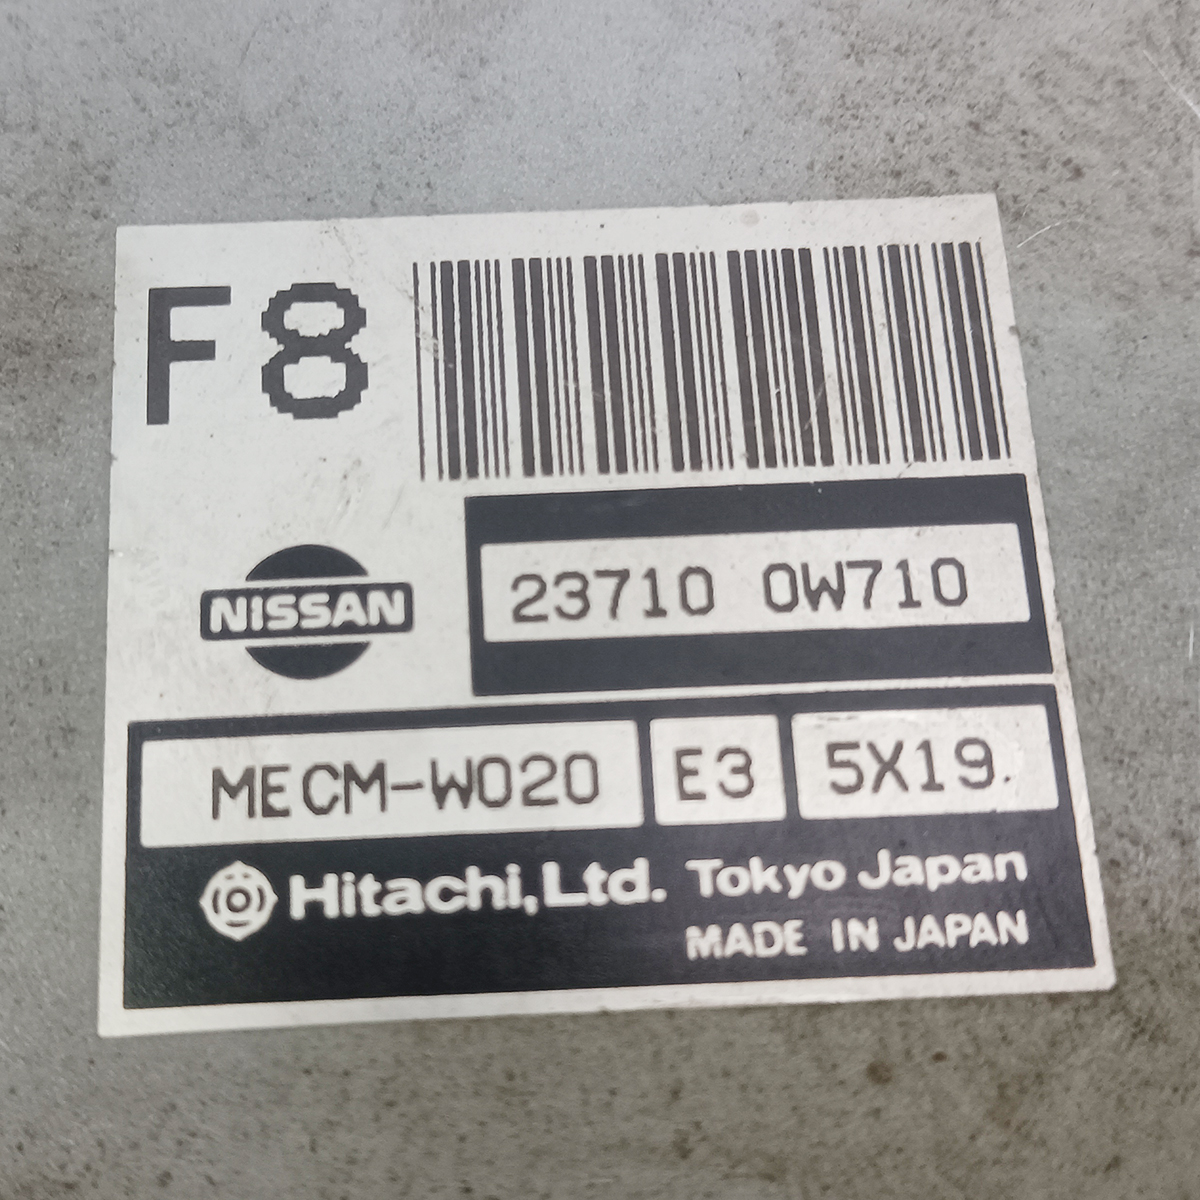 F8
23710 0W710
NISSAN
MECM-W020 E3 5X19.
Hitachi, Ltd. Tokyo Japan
MADE IN JAPAN